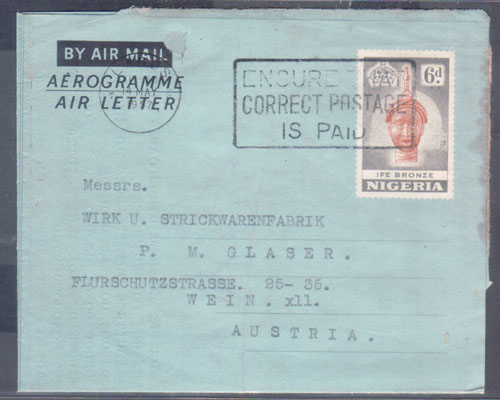 BY AIR MAIL
AÉROGRAMME
AIR LETTER
MAY
ENSURE
CORRECT POSTAGE
IS PAID
6d.
IFE BRONZE
NIGERIA
Messrs.
WIRK U. STRICKWARENFABRIK
P. M. GLASER.
FLURSCHUTZSTRASSE. 25- 35.
WEIN. xll.
AUSTRIA.